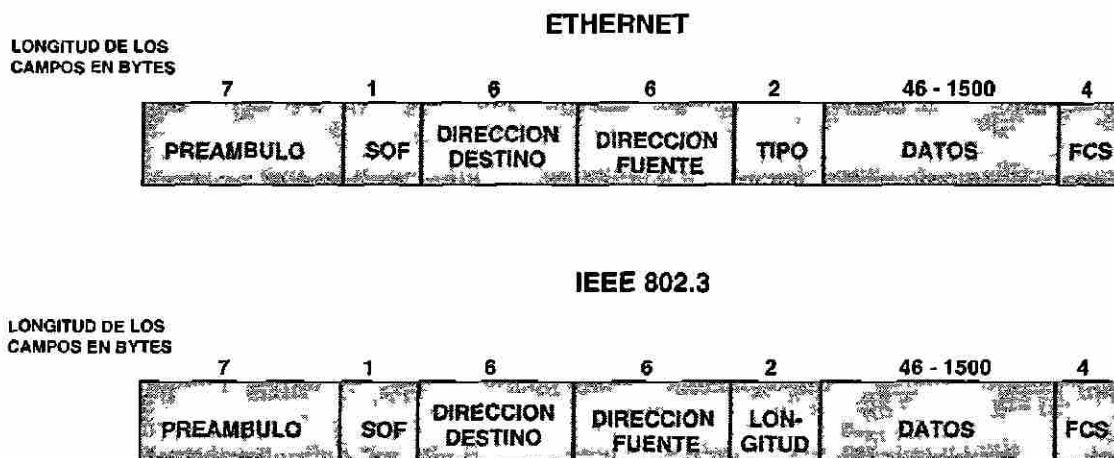 ETHERNET
LONGITUD DE LOS
CAMPOS EN BYTES
7 1 6 6 2 46 - 1500 4
PREAMBULO SOF DIRECCION DESTINO DIRECCIÓN FUENTE TIPO DATOS FCS
IEEE 802.3
LONGITUD DE LOS
CAMPOS EN BYTES
7 1 6 6 2 46 - 1500 4
PREAMBULO SOF DIRECCION DESTINO DIRECCIÓN FUENTE LON-GITUD DATOS FCS